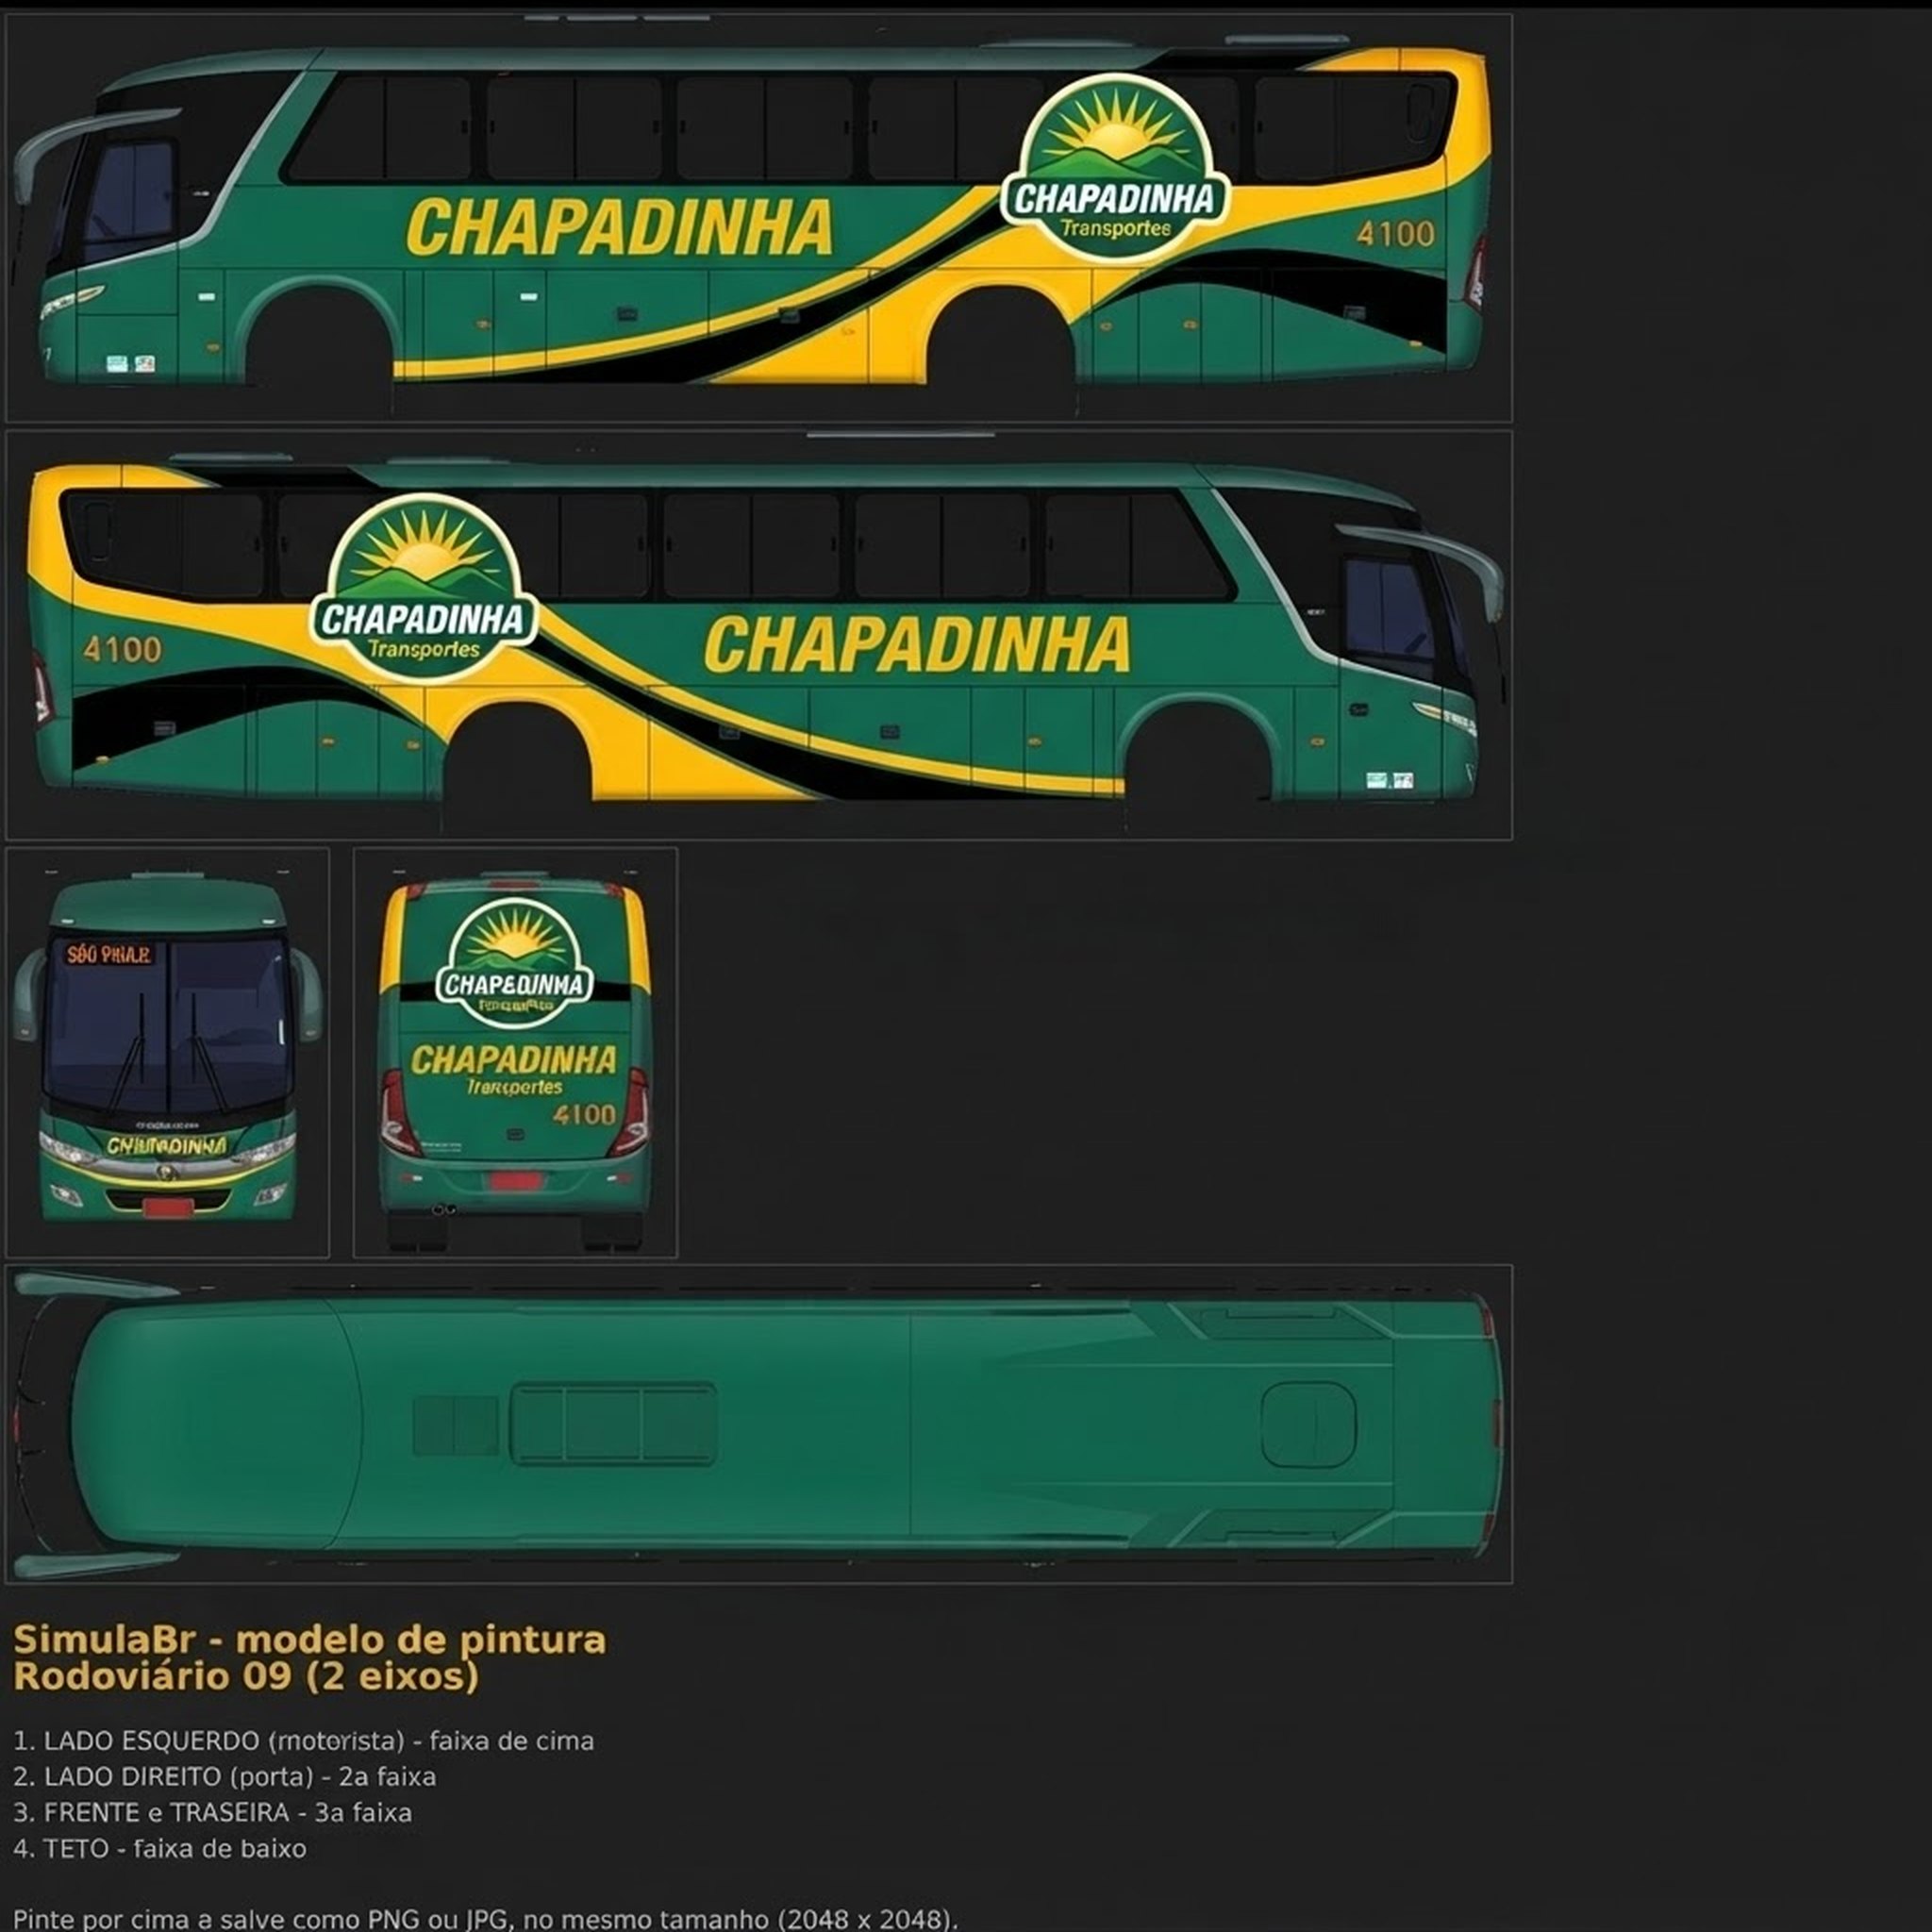 CHAPADINHA
CHAPADINHA
Transportes
4100
4100
CHAPADINHA
Transportes
CHAPADINHA
CHAPADINHA
Transportes
4100
SimulaBr - modelo de pintura
Rodoviário 09 (2 eixos)
1. LADO ESQUERDO (motorista) - faixa de cima
2. LADO DIREITO (porta) - 2a faixa
3. FRENTE e TRASEIRA - 3a faixa
4. TETO - faixa de baixo
Pinte por cima a salve como PNG ou JPG, no mesmo tamanho (2048 x 2048).